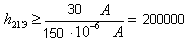 h₂₁Э ≥ 30 A / 150 · 10⁻⁶ A = 200000